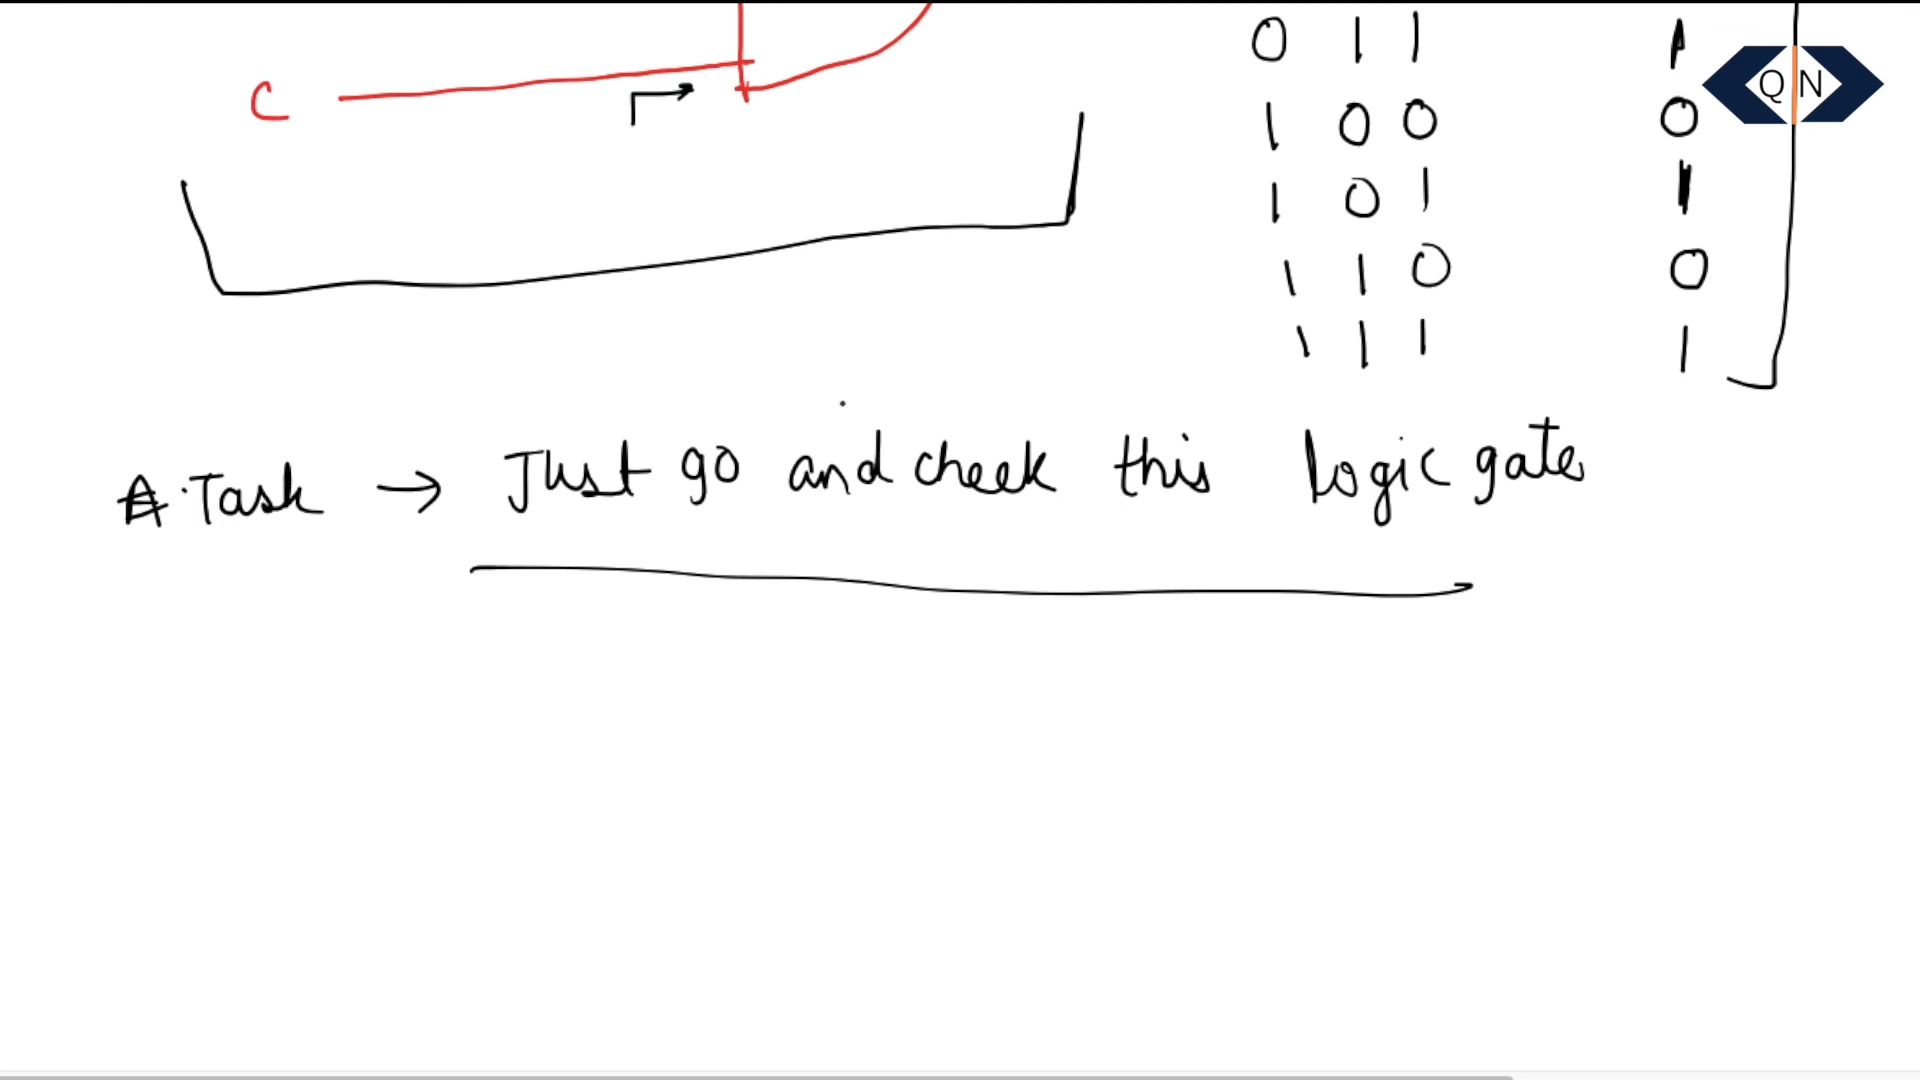 0 1 1 1
Q N
C
1 0 0 0
1 0 1 1
1 1 0 0
1 1 1 1
Task → Just go and check this logic gate